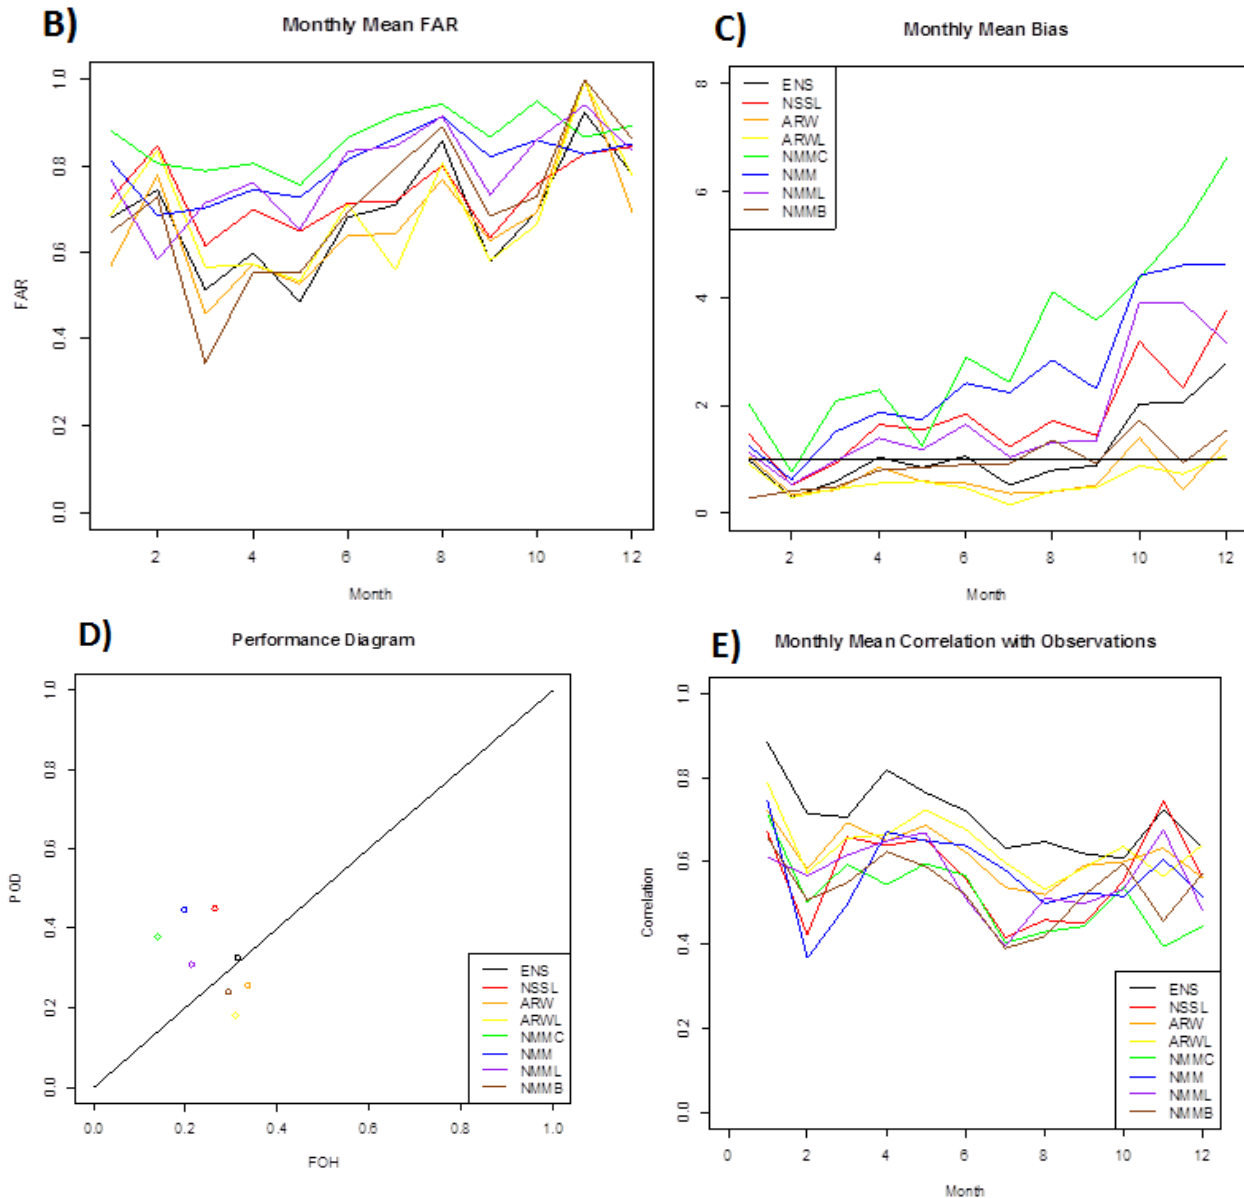 B)
Monthly Mean FAR
FAR
1.0
0.8
0.6
0.4
0.2
0.0
2
4
6
8
10
12
Month
C)
Monthly Mean Bias
8
6
4
2
0
ENS
NSSL
ARW
ARWL
NMMC
NMM
NMML
NMMB
2
4
6
8
10
12
Month
D)
Performance Diagram
POD
1.0
0.8
0.6
0.4
0.2
0.0
ENS
NSSL
ARW
ARWL
NMMC
NMM
NMML
NMMB
0.0
0.2
0.4
0.6
0.8
1.0
FOH
E)
Monthly Mean Correlation with Observations
Correlation
1.0
0.8
0.6
0.4
0.2
0.0
ENS
NSSL
ARW
ARWL
NMMC
NMM
NMML
NMMB
0
2
4
6
8
10
12
Month